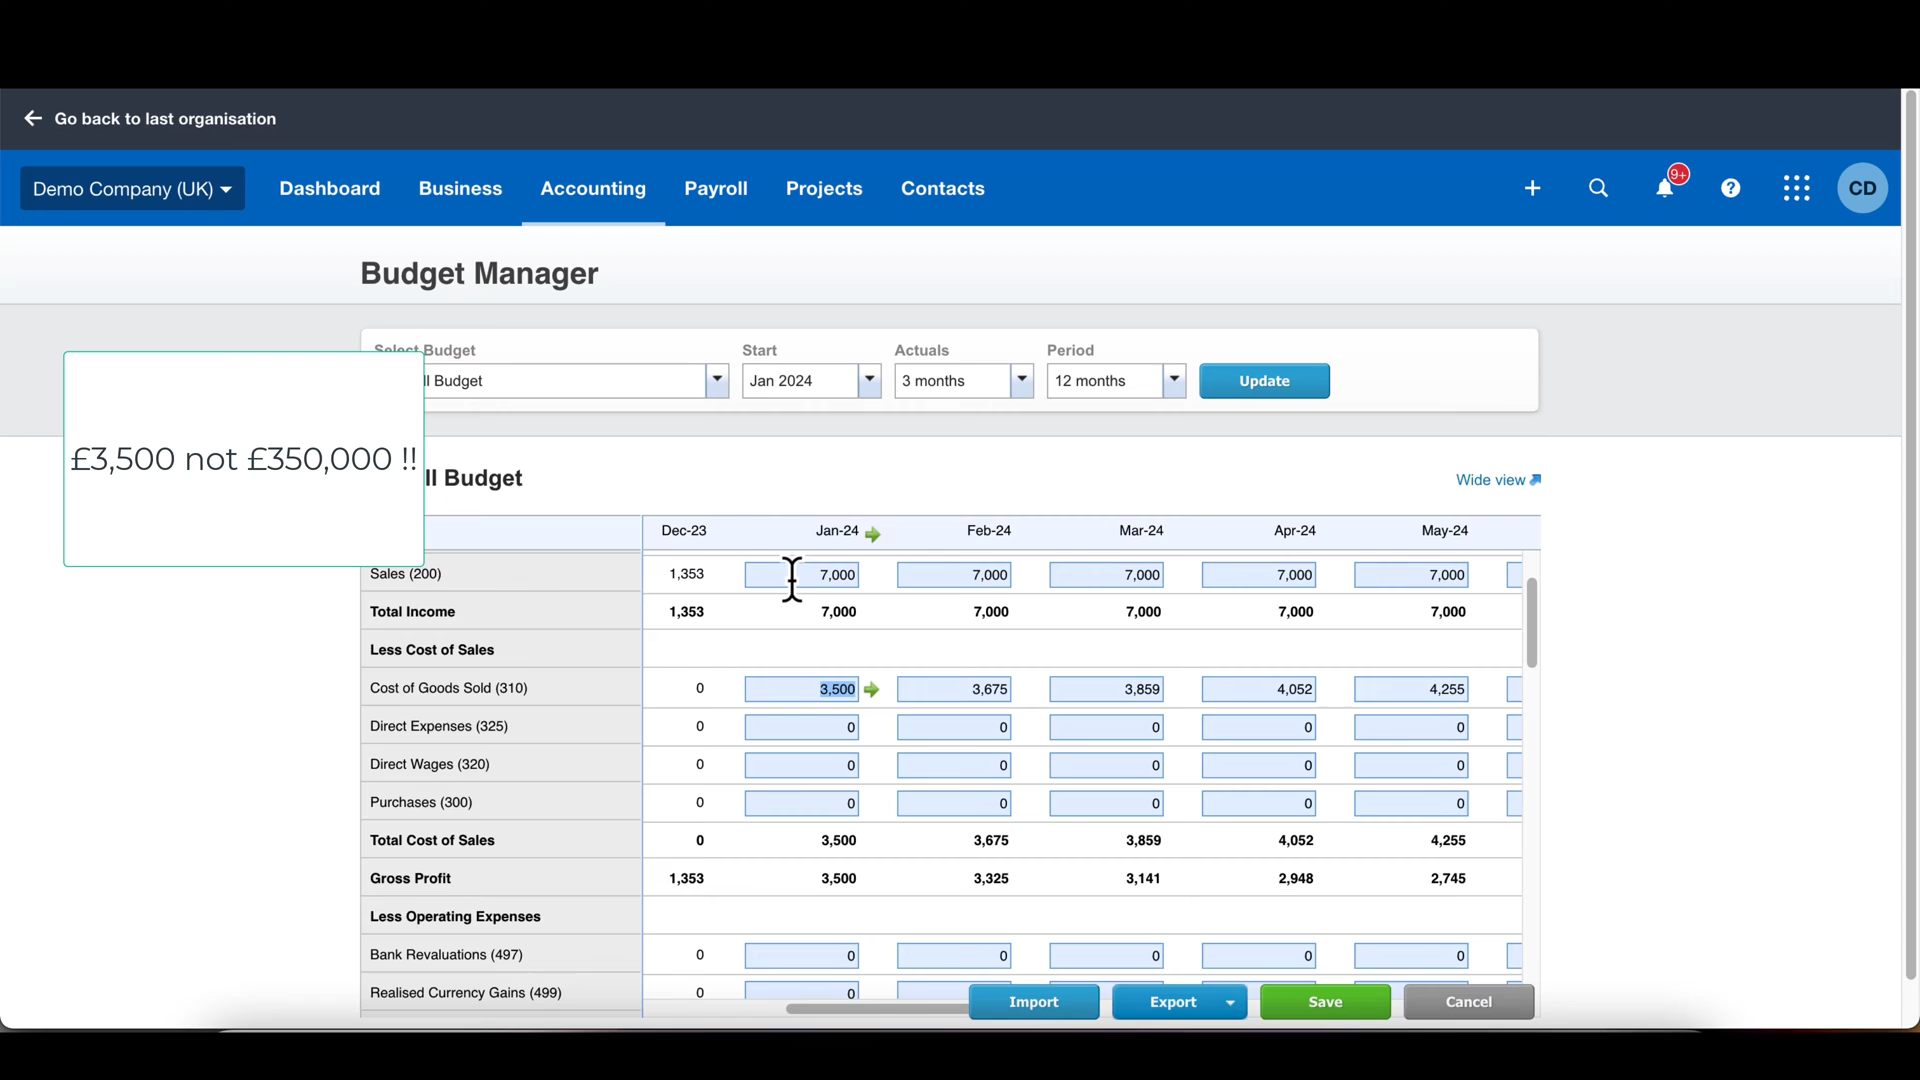 Go back to last organisation
Demo Company (UK) Dashboard Business Accounting Payroll Projects Contacts 9+ CD
Budget Manager
Select Budget Start Actuals Period
ll Budget Jan 2024 3 months 12 months Update
£3,500 not £350,000 !!
ll Budget Wide view
Dec-23 Jan-24 Feb-24 Mar-24 Apr-24 May-24
Sales (200) 1,353 7,000 7,000 7,000 7,000 7,000
Total Income 1,353 7,000 7,000 7,000 7,000 7,000
Less Cost of Sales
Cost of Goods Sold (310) 0 3,500 3,675 3,859 4,052 4,255
Direct Expenses (325) 0 0 0 0 0 0
Direct Wages (320) 0 0 0 0 0 0
Purchases (300) 0 0 0 0 0 0
Total Cost of Sales 0 3,500 3,675 3,859 4,052 4,255
Gross Profit 1,353 3,500 3,325 3,141 2,948 2,745
Less Operating Expenses
Bank Revaluations (497) 0 0 0 0 0 0
Realised Currency Gains (499) 0 0
Import Export Save Cancel